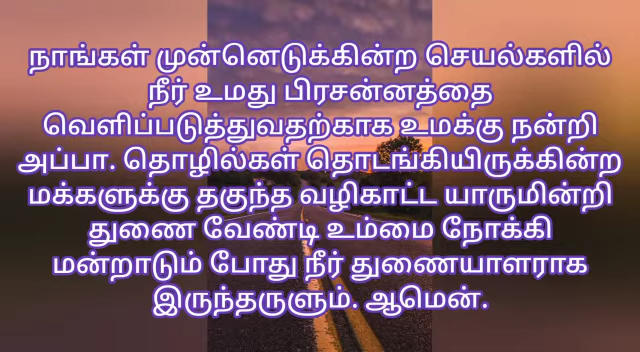 நாங்கள் முன்னெடுக்கின்ற செயல்களில்
நீர் உமது பிரசன்னத்தை
வெளிப்படுத்துவதற்காக உமக்கு நன்றி
அப்பா. தொழில்கள் தொடங்கியிருக்கின்ற
மக்களுக்கு தகுந்த வழிகாட்ட யாருமின்றி
துணை வேண்டி உம்மை நோக்கி
மன்றாடும் போது நீர் துணையாளராக
இருந்தருளும். ஆமென்.